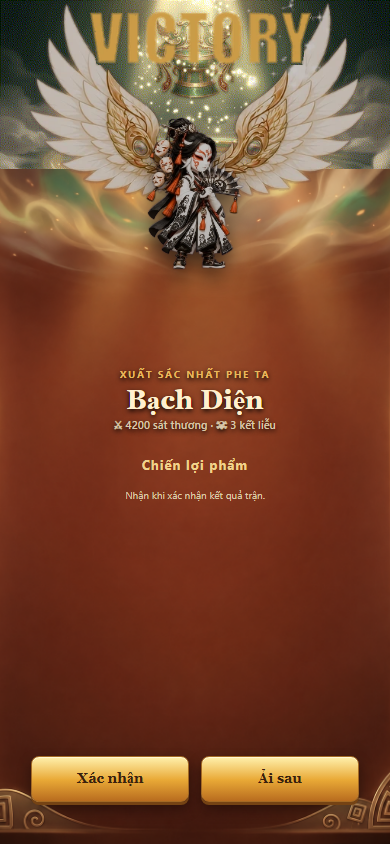 VICTORY
XUẤT SẮC NHẤT PHE TA
Bạch Diện
4200 sát thương · 3 kết liễu
Chiến lợi phẩm
Nhận khi xác nhận kết quả trận.
Xác nhận
Ải sau